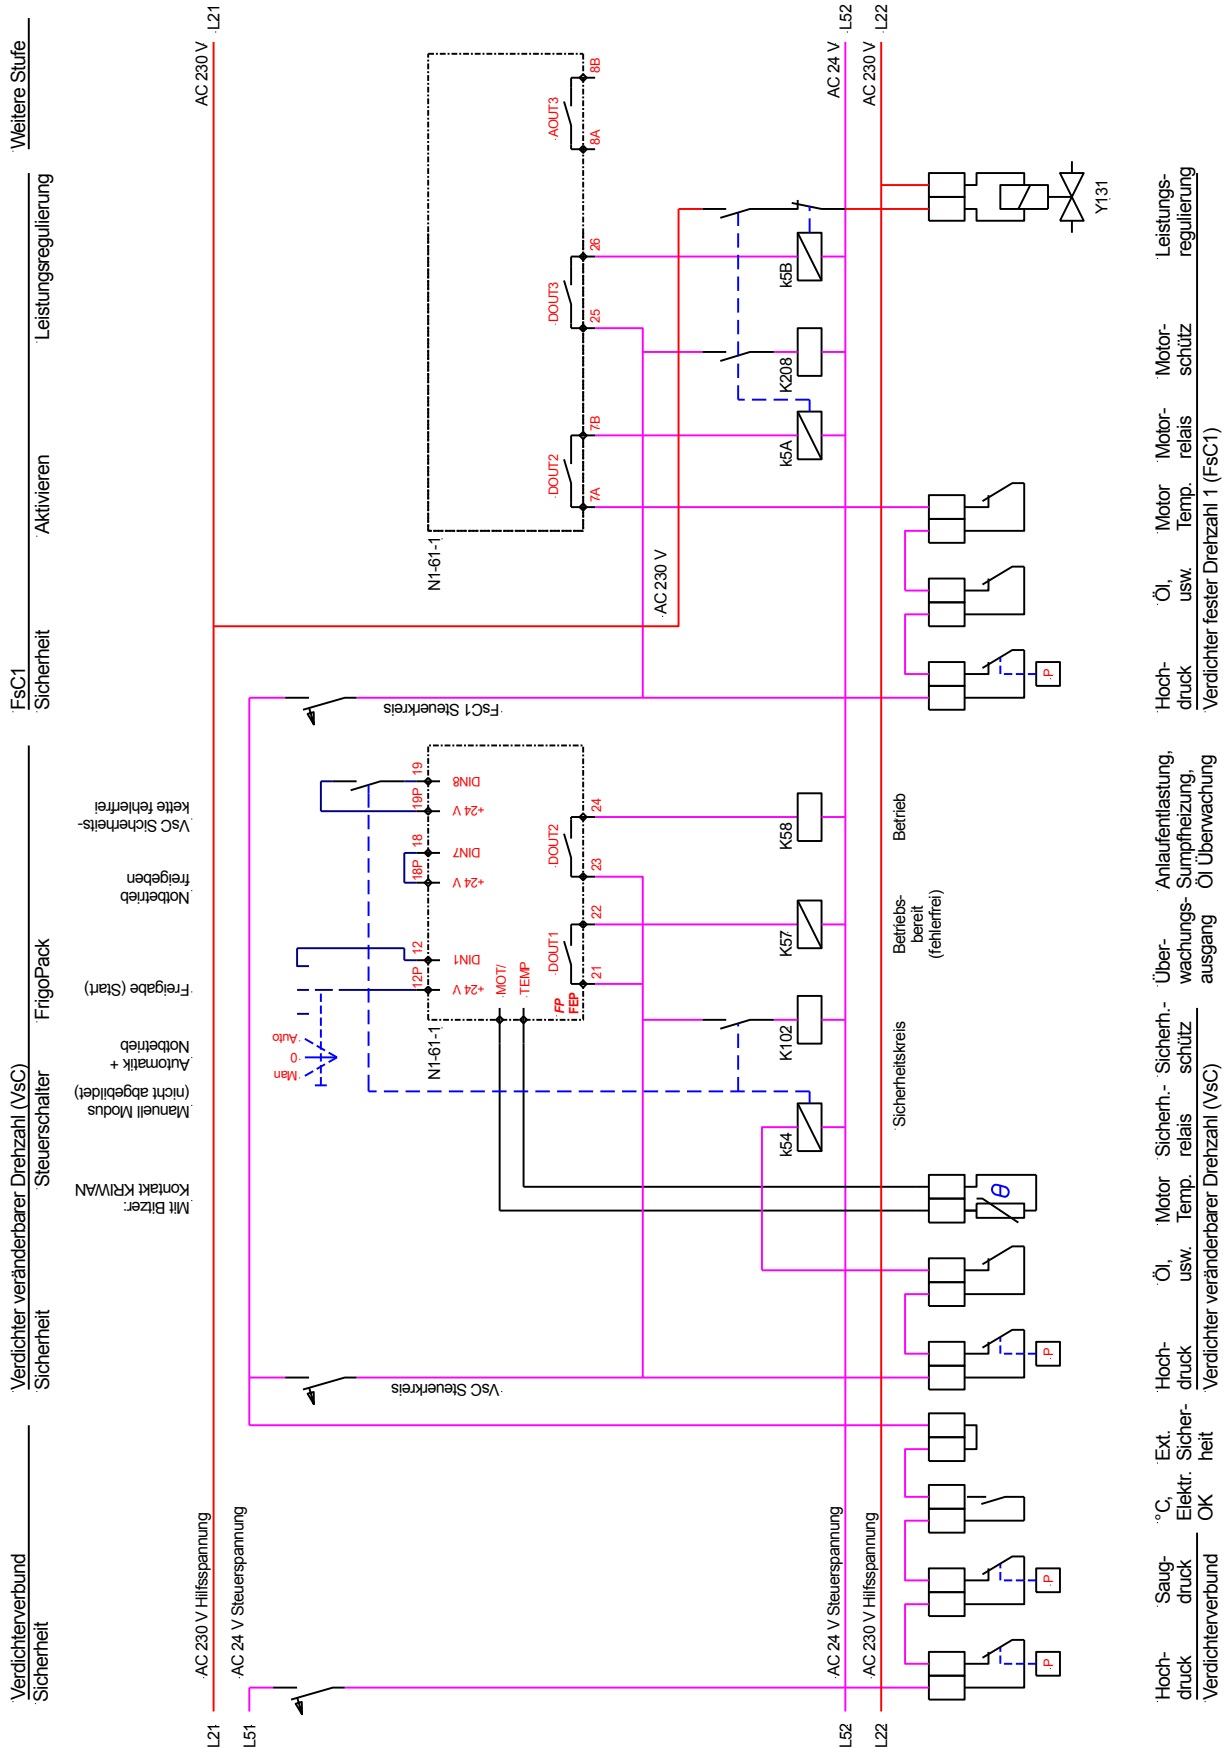 Verdichterverbund
Sicherheit
Verdichter veränderbarer Drehzahl (VsC)
Sicherheit
Steuerschalter
FrigoPack
FsC1
Sicherheit
Aktivieren
Leistungsregulierung
Weitere Stufe
Mit Bitzer:
Kontakt KRIWAN
Manuell Modus
(nicht abgebildet)
Automatik +
Notbetrieb
Freigabe (Start)
Notbetrieb
freigeben
VsC Sicherheits-
kette fehlerfrei
L21
AC 230 V Hilfsspannung
AC 230 V
L21
L51
AC 24 V Steuerspannung
Man
0
Auto
VsC Steuerkreis
FsC1 Steuerkreis
N1-61-1
12P
12
18P
18
19P
19
+24 V
DIN1
+24 V
DIN7
+24 V
DIN8
MOT/
TEMP
FP
FEP
DOUT1
DOUT2
21
22
23
24
N1-61-1
DOUT2
DOUT3
AOUT3
7A
7B
25
26
8A
8B
AC 230 V
k54
K102
K57
K58
k5A
K208
k5B
L52
AC 24 V Steuerspannung
AC 24 V
L52
L22
AC 230 V Hilfsspannung
AC 230 V
L22
Sicherheitskreis
Betriebs-
bereit
(fehlerfrei)
Betrieb
P
P
P
θ
P
Y131
Hoch-
druck
Saug-
druck
°C,
Elektr.
OK
Ext.
Sicher-
heit
Verdichterverbund
Hoch-
druck
Öl,
usw.
Motor
Temp.
Sicherh.-
relais
Sicherh.-
schütz
Über-
wachungs-
ausgang
Anlaufentlastung,
Sumpfheizung,
Öl Überwachung
Verdichter veränderbarer Drehzahl (VsC)
Hoch-
druck
Öl,
usw.
Motor
Temp.
Motor-
relais
Motor-
schütz
Leistungs-
regulierung
Verdichter fester Drehzahl 1 (FsC1)